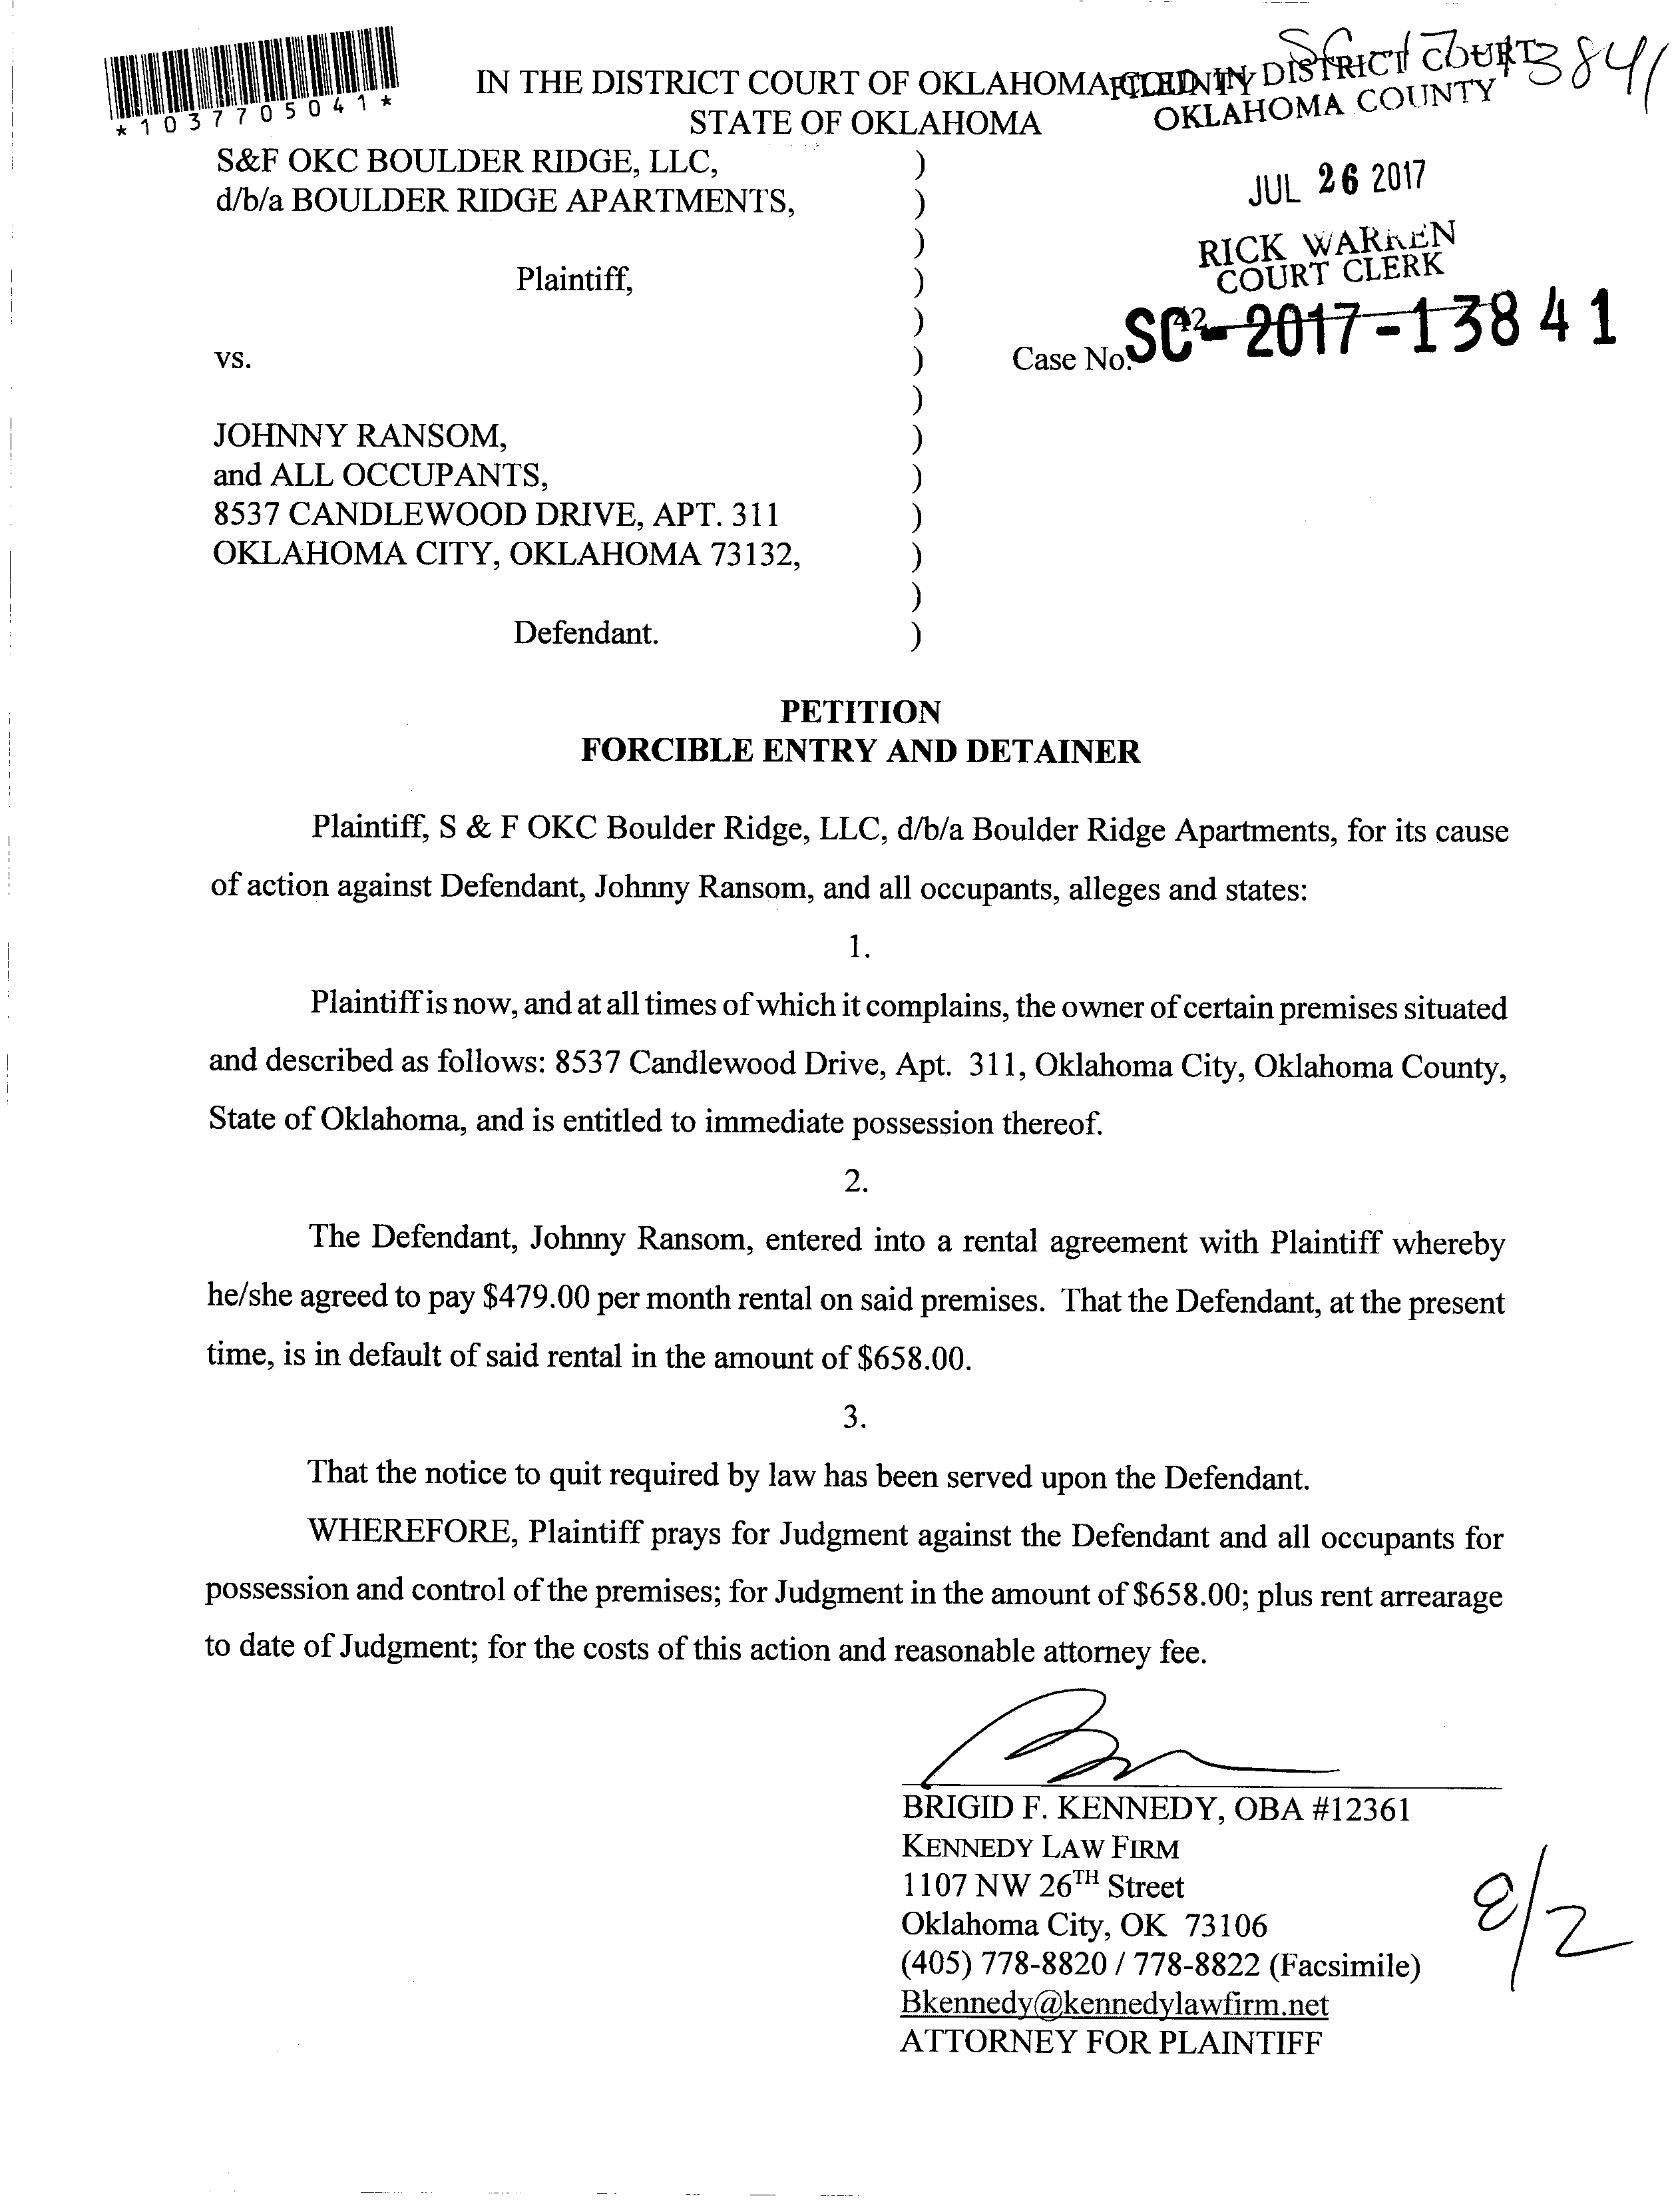 SC-17-13841
*1037705041*
IN THE DISTRICT COURT OF OKLAHOMA COUNTY
STATE OF OKLAHOMA
FILED IN DISTRICT COURT
OKLAHOMA COUNTY
JUL 26 2017
RICK WARREN
COURT CLERK
42
S&F OKC BOULDER RIDGE, LLC, )
d/b/a BOULDER RIDGE APARTMENTS, )
)
Plaintiff, )
)
vs. ) Case No. SC-2017-13841
)
JOHNNY RANSOM, )
and ALL OCCUPANTS, )
8537 CANDLEWOOD DRIVE, APT. 311 )
OKLAHOMA CITY, OKLAHOMA 73132, )
)
Defendant. )
PETITION
FORCIBLE ENTRY AND DETAINER
Plaintiff, S & F OKC Boulder Ridge, LLC, d/b/a Boulder Ridge Apartments, for its cause
of action against Defendant, Johnny Ransom, and all occupants, alleges and states:
1.
Plaintiff is now, and at all times of which it complains, the owner of certain premises situated
and described as follows: 8537 Candlewood Drive, Apt. 311, Oklahoma City, Oklahoma County,
State of Oklahoma, and is entitled to immediate possession thereof.
2.
The Defendant, Johnny Ransom, entered into a rental agreement with Plaintiff whereby
he/she agreed to pay $479.00 per month rental on said premises. That the Defendant, at the present
time, is in default of said rental in the amount of $658.00.
3.
That the notice to quit required by law has been served upon the Defendant.
WHEREFORE, Plaintiff prays for Judgment against the Defendant and all occupants for
possession and control of the premises; for Judgment in the amount of $658.00; plus rent arrearage
to date of Judgment; for the costs of this action and reasonable attorney fee.
BRIGID F. KENNEDY, OBA #12361
KENNEDY LAW FIRM
1107 NW 26TH Street
Oklahoma City, OK 73106
(405) 778-8820 / 778-8822 (Facsimile)
Bkennedy@kennedylawfirm.net
ATTORNEY FOR PLAINTIFF
8/2